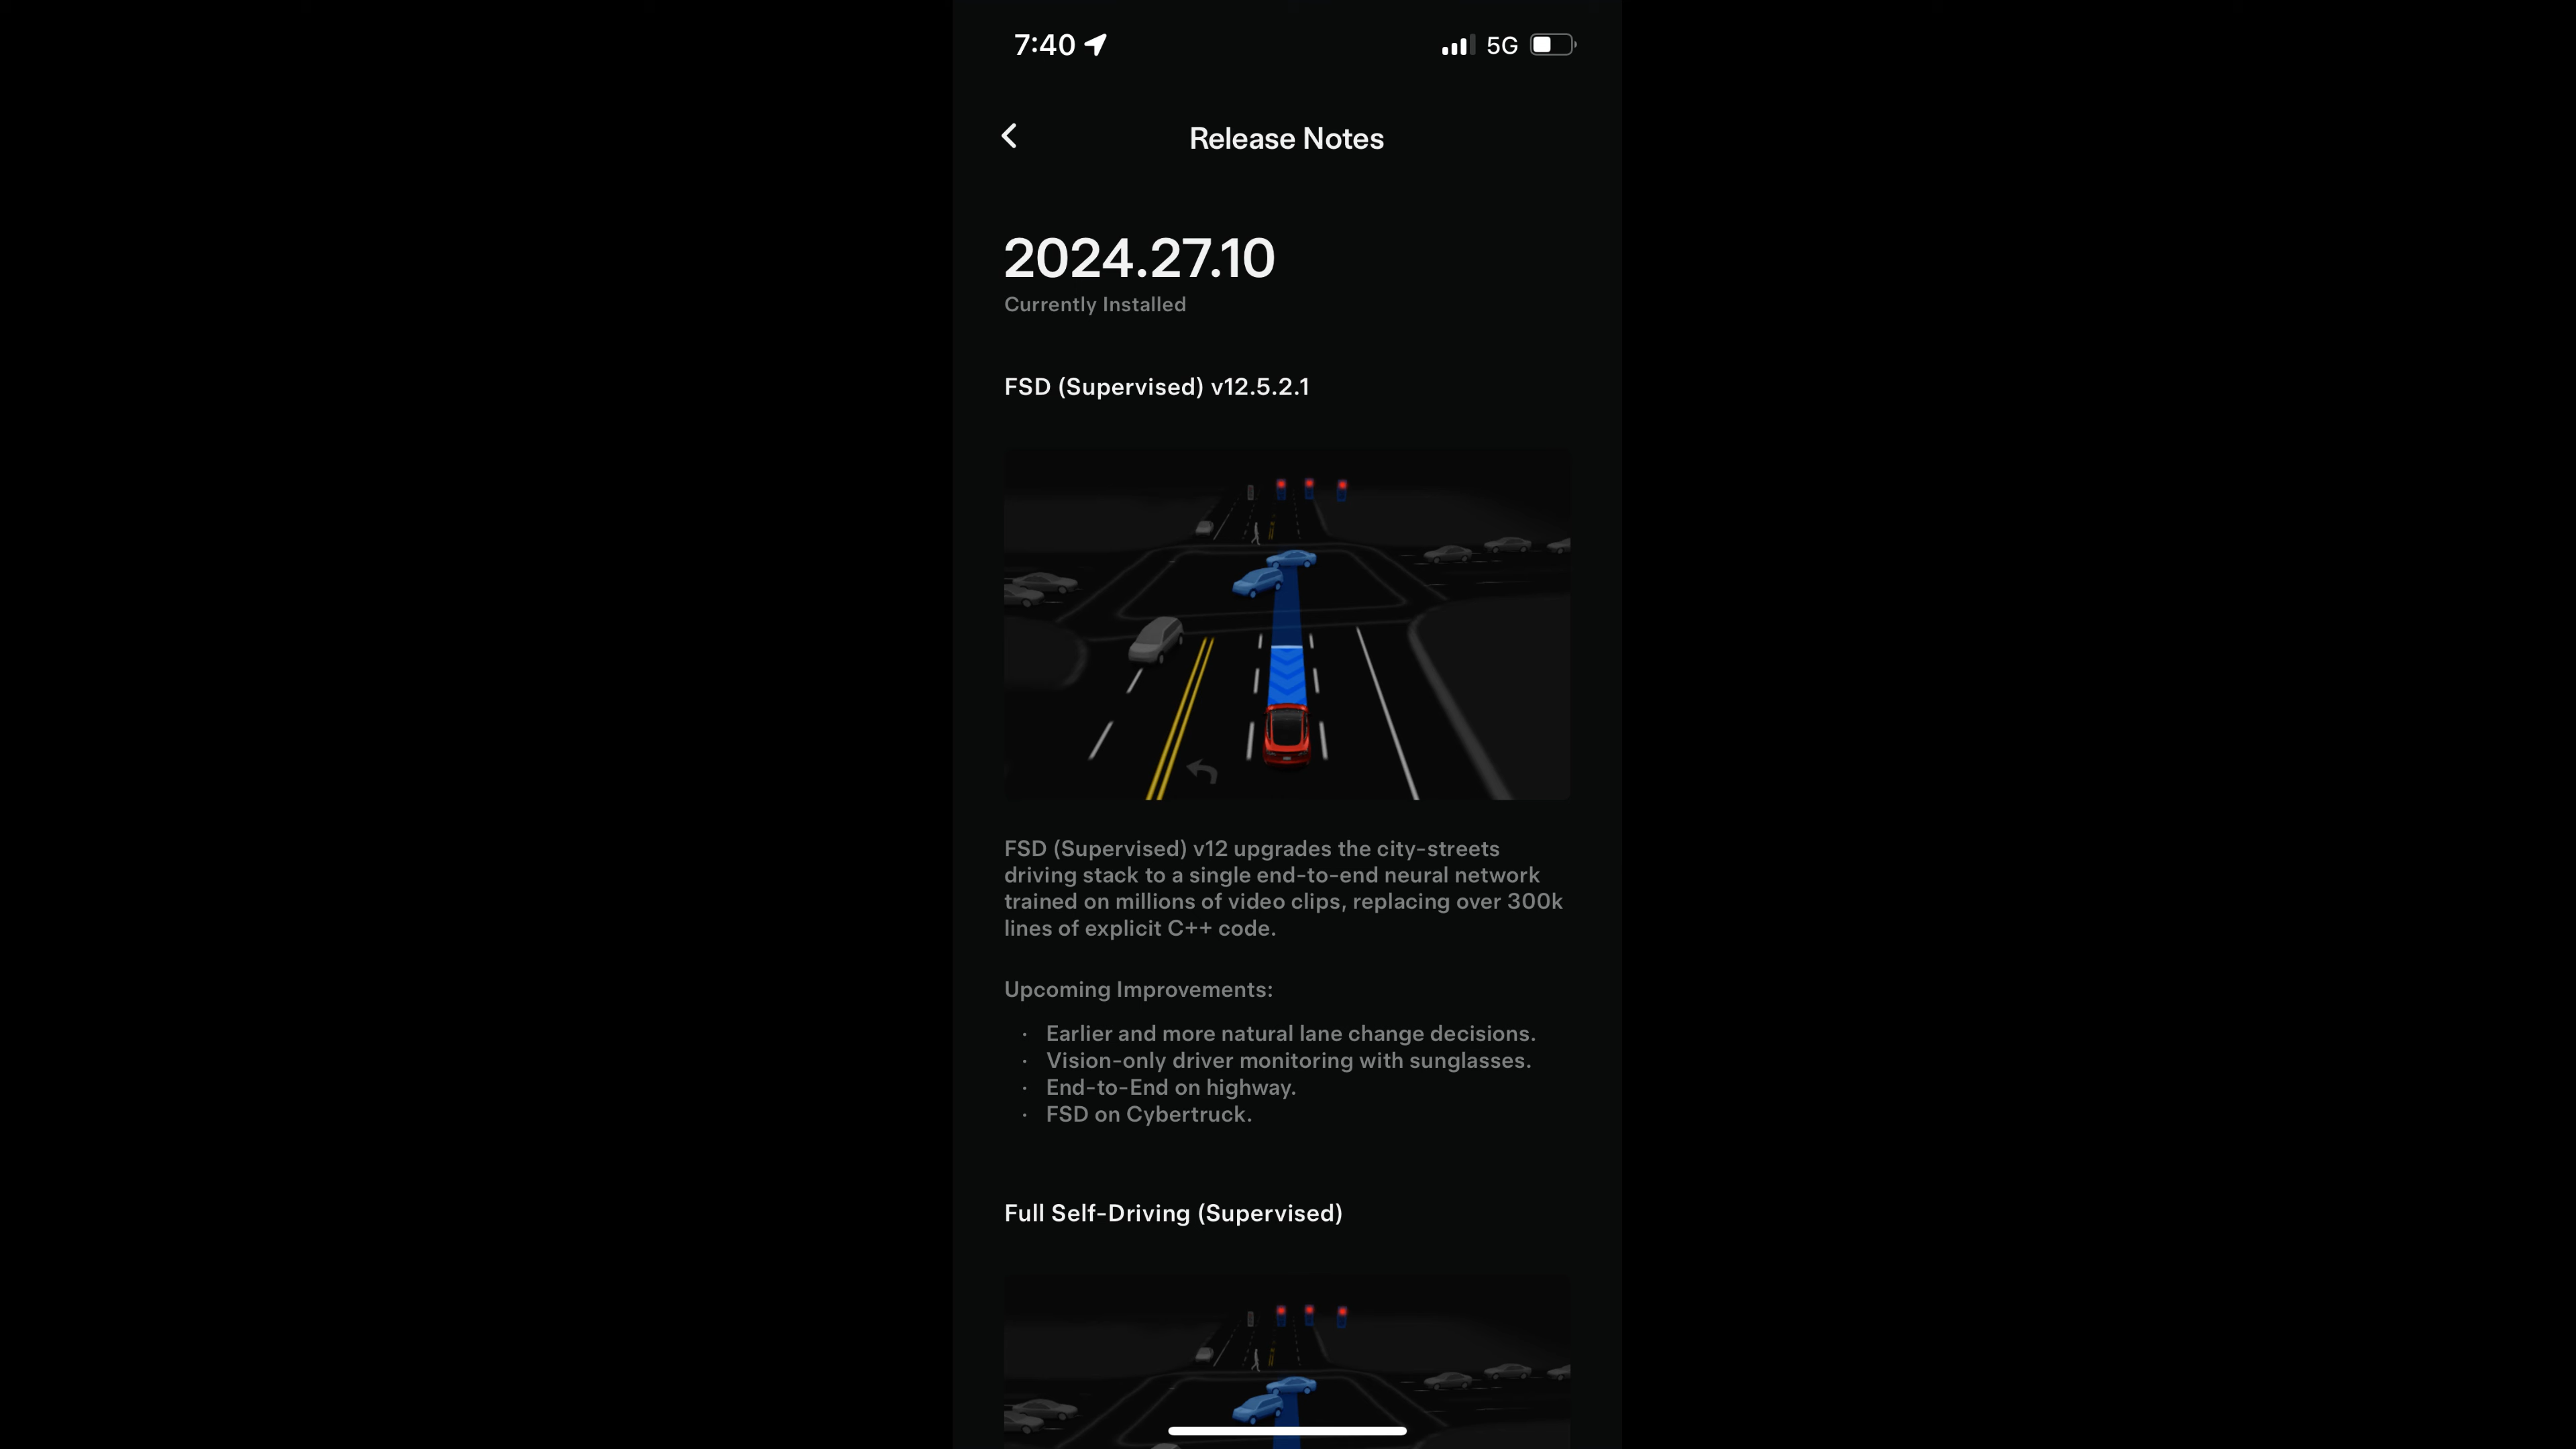 7:40
5G
Release Notes
2024.27.10
Currently Installed
FSD (Supervised) v12.5.2.1
FSD (Supervised) v12 upgrades the city-streets
driving stack to a single end-to-end neural network
trained on millions of video clips, replacing over 300k
lines of explicit C++ code.
Upcoming Improvements:
· Earlier and more natural lane change decisions.
· Vision-only driver monitoring with sunglasses.
· End-to-End on highway.
· FSD on Cybertruck.
Full Self-Driving (Supervised)